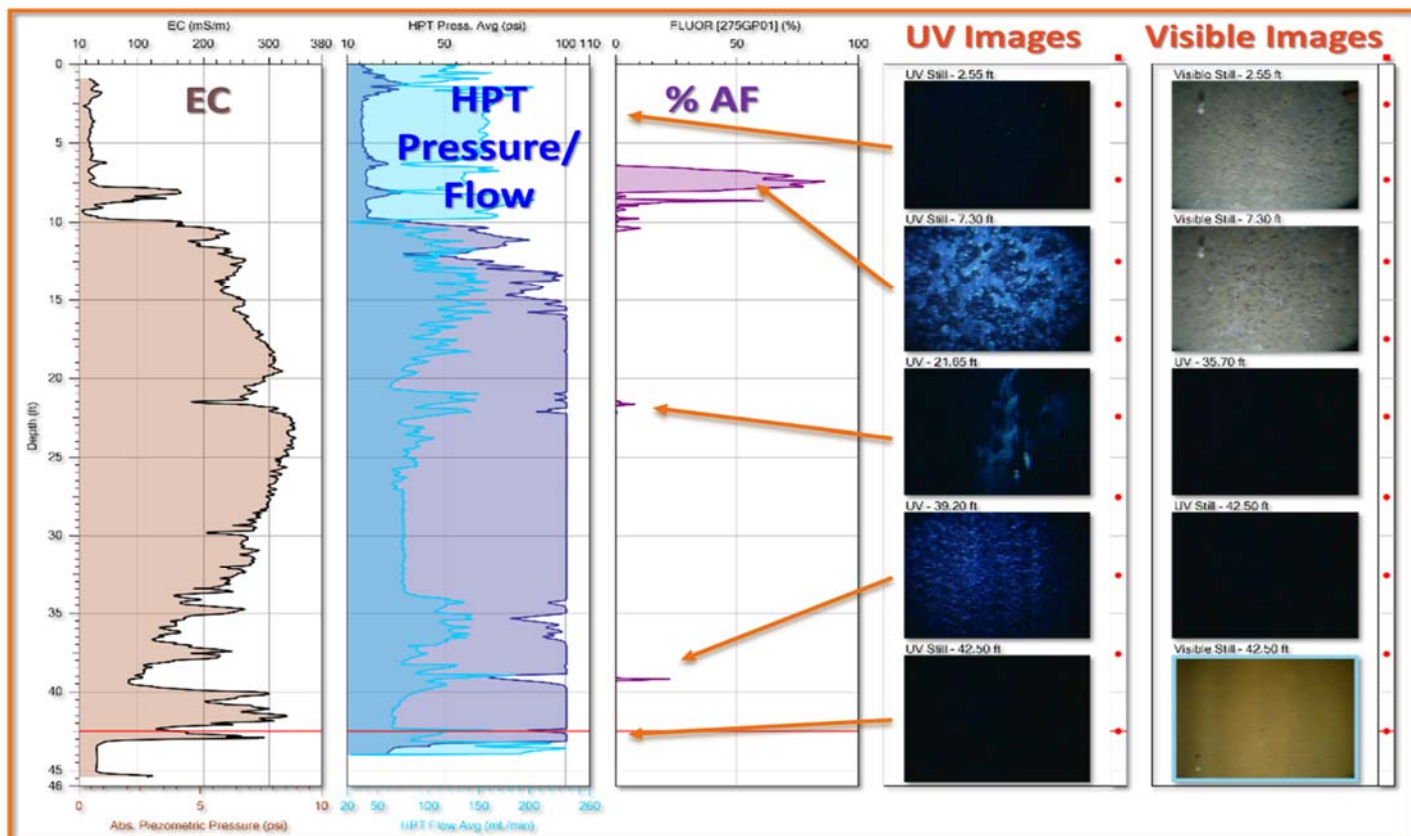 EC (mS/m)
10 100 200 300 380
HPT Press. Avg (psi)
10 50 100 110
FLUOR [275GP01] (%)
0 50 100
UV Images
Visible Images
EC
HPT
Pressure/
Flow
% AF
Depth (ft)
0
5
10
15
20
25
30
35
40
45
46
0 5 10
Abs. Piezometric Pressure (psi)
20 50 100 150 200 260
HPT Flow Avg (mL/min)
UV Still - 2.55 ft
UV Still - 7.30 ft
UV - 21.65 ft
UV - 39.20 ft
UV Still - 42.50 ft
Visible Still - 2.55 ft
Visible Still - 7.30 ft
UV - 35.70 ft
UV Still - 42.50 ft
Visible Still - 42.50 ft